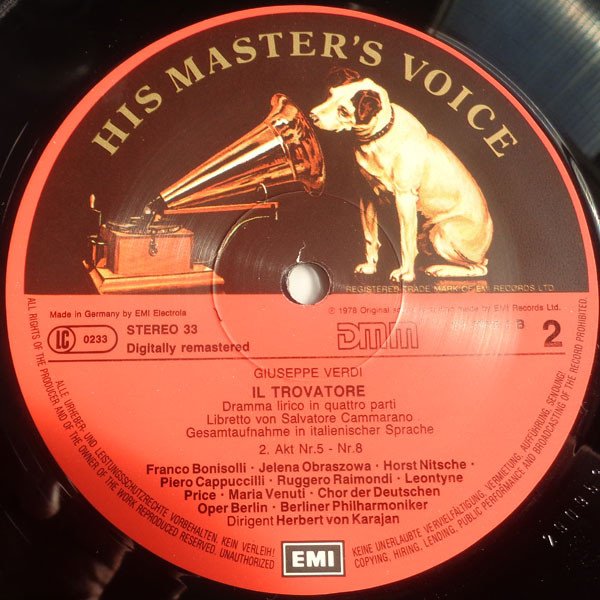 HIS MASTER'S VOICE
REGISTERED TRADE MARK OF EMI RECORDS LTD
Made in Germany by EMI Electrola
℗ 1978 Original sound recording made by EMI Records Ltd.
LC 0233
STEREO 33
Digitally remastered
DMM
B
2
GIUSEPPE VERDI
IL TROVATORE
Dramma lirico in quattro parti
Libretto von Salvatore Cammarano
Gesamtaufnahme in italienischer Sprache
2. Akt Nr.5 - Nr.8
Franco Bonisolli · Jelena Obraszowa · Horst Nitsche ·
Piero Cappuccilli · Ruggero Raimondi · Leontyne
Price · Maria Venuti · Chor der Deutschen
Oper Berlin · Berliner Philharmoniker
Dirigent Herbert von Karajan
EMI
ALL RIGHTS OF THE PRODUCER AND OF THE OWNER OF THE WORK REPRODUCED RESERVED. UNAUTHORIZED
COPYING, HIRING, LENDING, PUBLIC PERFORMANCE AND BROADCASTING OF THE RECORD PROHIBITED.
ALLE URHEBER- UND LEISTUNGSSCHUTZRECHTE VORBEHALTEN. KEIN VERLEIH!
KEINE UNERLAUBTE VERVIELFÄLTIGUNG, VERMIETUNG, AUFFÜHRUNG, SENDUNG!